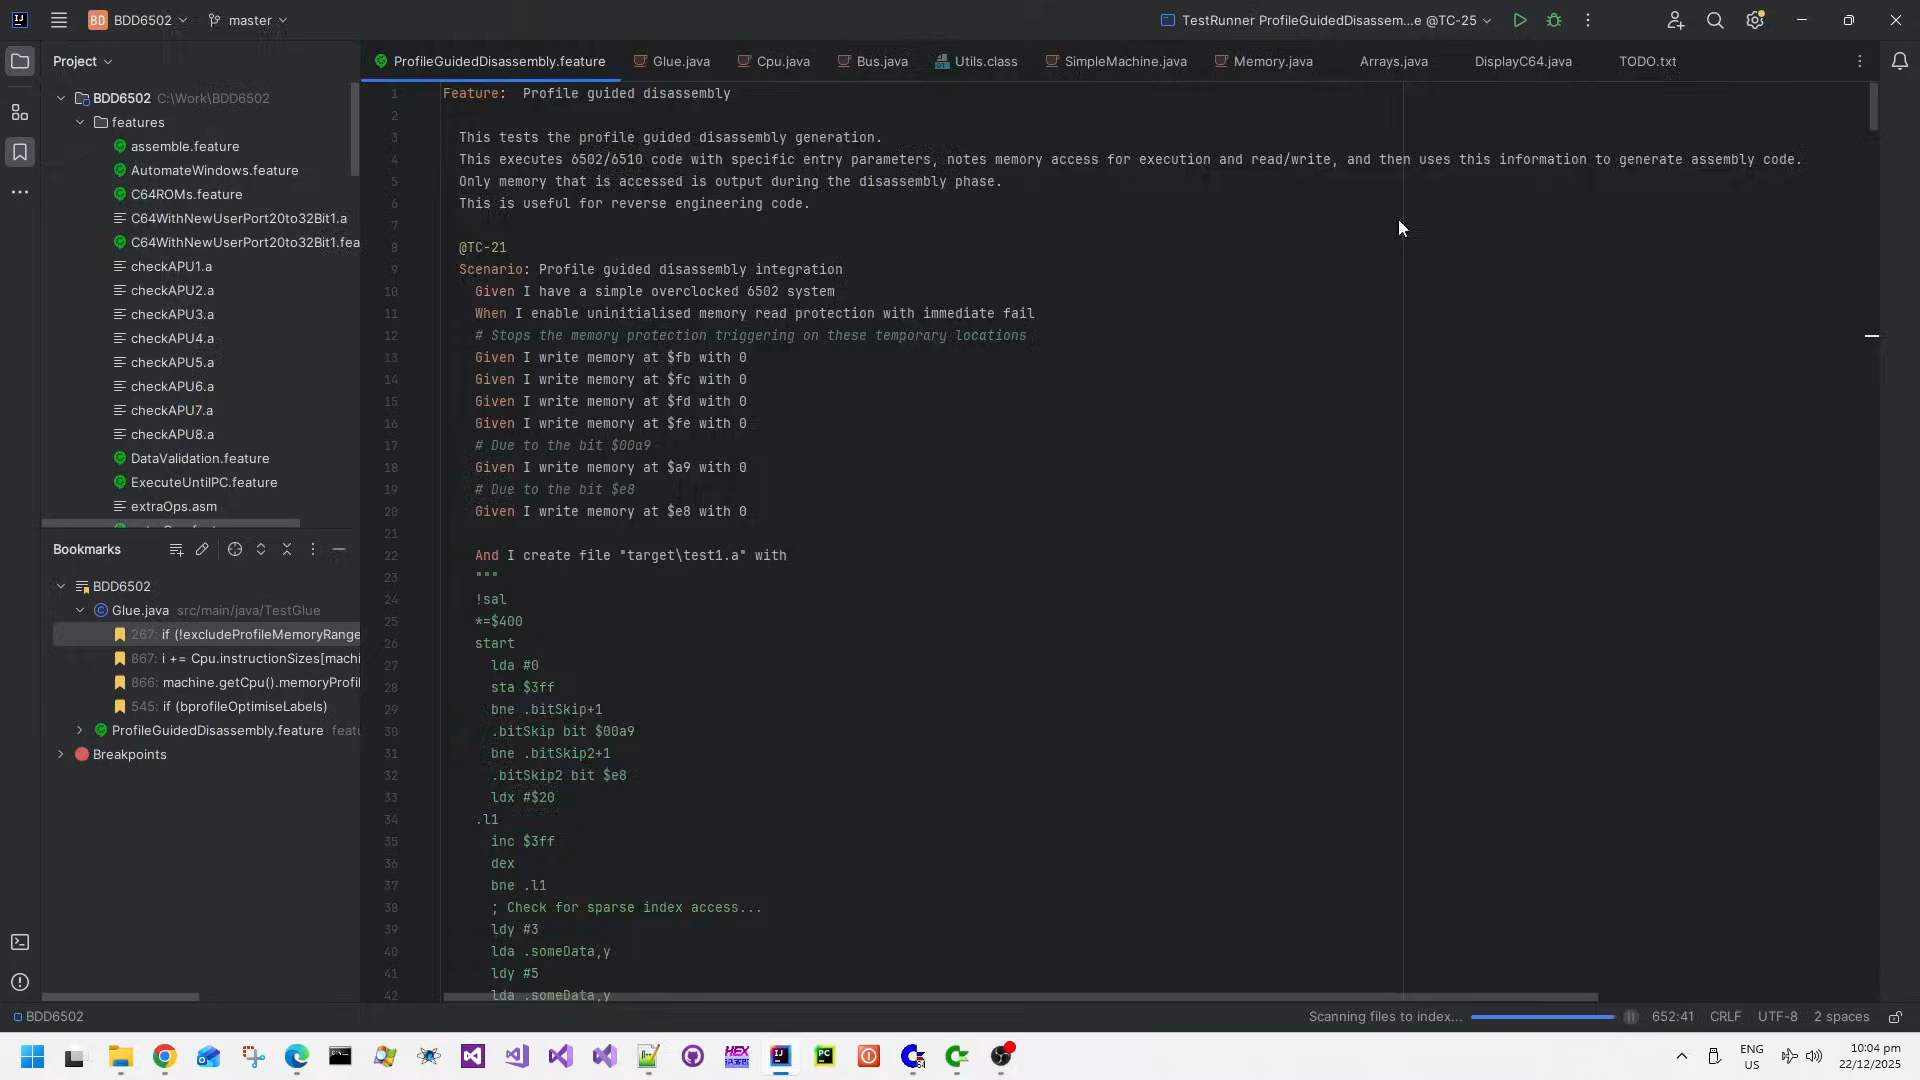 BD BDD6502 master TestRunner ProfileGuidedDisassem...e @TC-25
Project
ProfileGuidedDisassembly.feature Glue.java Cpu.java Bus.java Utils.class SimpleMachine.java Memory.java Arrays.java DisplayC64.java TODO.txt
BDD6502 C:\Work\BDD6502
features
assemble.feature
AutomateWindows.feature
C64ROMs.feature
C64WithNewUserPort20to32Bit1.a
C64WithNewUserPort20to32Bit1.fea
checkAPU1.a
checkAPU2.a
checkAPU3.a
checkAPU4.a
checkAPU5.a
checkAPU6.a
checkAPU7.a
checkAPU8.a
DataValidation.feature
ExecuteUntilPC.feature
extraOps.asm
Bookmarks
BDD6502
Glue.java src/main/java/TestGlue
267: if (!excludeProfileMemoryRange
867: i += Cpu.instructionSizes[machi
866: machine.getCpu().memoryProfi
545: if (bprofileOptimiseLabels)
ProfileGuidedDisassembly.feature featu
Breakpoints
1 Feature:  Profile guided disassembly
2
3 This tests the profile guided disassembly generation.
4 This executes 6502/6510 code with specific entry parameters, notes memory access for execution and read/write, and then uses this information to generate assembly code.
5 Only memory that is accessed is output during the disassembly phase.
6 This is useful for reverse engineering code.
7
8 @TC-21
9 Scenario: Profile guided disassembly integration
10 Given I have a simple overclocked 6502 system
11 When I enable uninitialised memory read protection with immediate fail
12 # Stops the memory protection triggering on these temporary locations
13 Given I write memory at $fb with 0
14 Given I write memory at $fc with 0
15 Given I write memory at $fd with 0
16 Given I write memory at $fe with 0
17 # Due to the bit $00a9
18 Given I write memory at $a9 with 0
19 # Due to the bit $e8
20 Given I write memory at $e8 with 0
21
22 And I create file "target\test1.a" with
23 """
24 !sal
25 *=$400
26 start
27 lda #0
28 sta $3ff
29 bne .bitSkip+1
30 .bitSkip bit $00a9
31 bne .bitSkip2+1
32 .bitSkip2 bit $e8
33 ldx #$20
34 .l1
35 inc $3ff
36 dex
37 bne .l1
38 ; Check for sparse index access...
39 ldy #3
40 lda .someData,y
41 ldy #5
42 lda .someData,y
BDD6502 Scanning files to index... 652:41 CRLF UTF-8 2 spaces
ENG
US
10:04 pm
22/12/2025